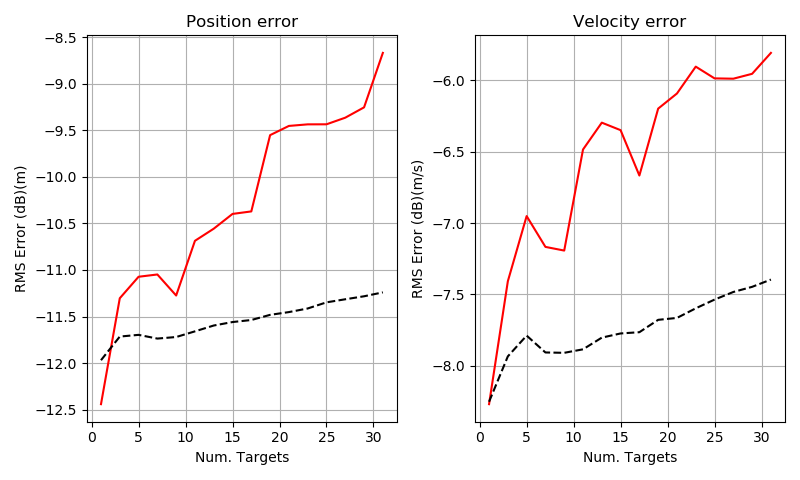 Position error
−8.5
−9.0
−9.5
−10.0
−10.5
−11.0
−11.5
−12.0
−12.5
RMS Error (dB)(m)
0 5 10 15 20 25 30
Num. Targets
Velocity error
−6.0
−6.5
−7.0
−7.5
−8.0
RMS Error (dB)(m/s)
0 5 10 15 20 25 30
Num. Targets